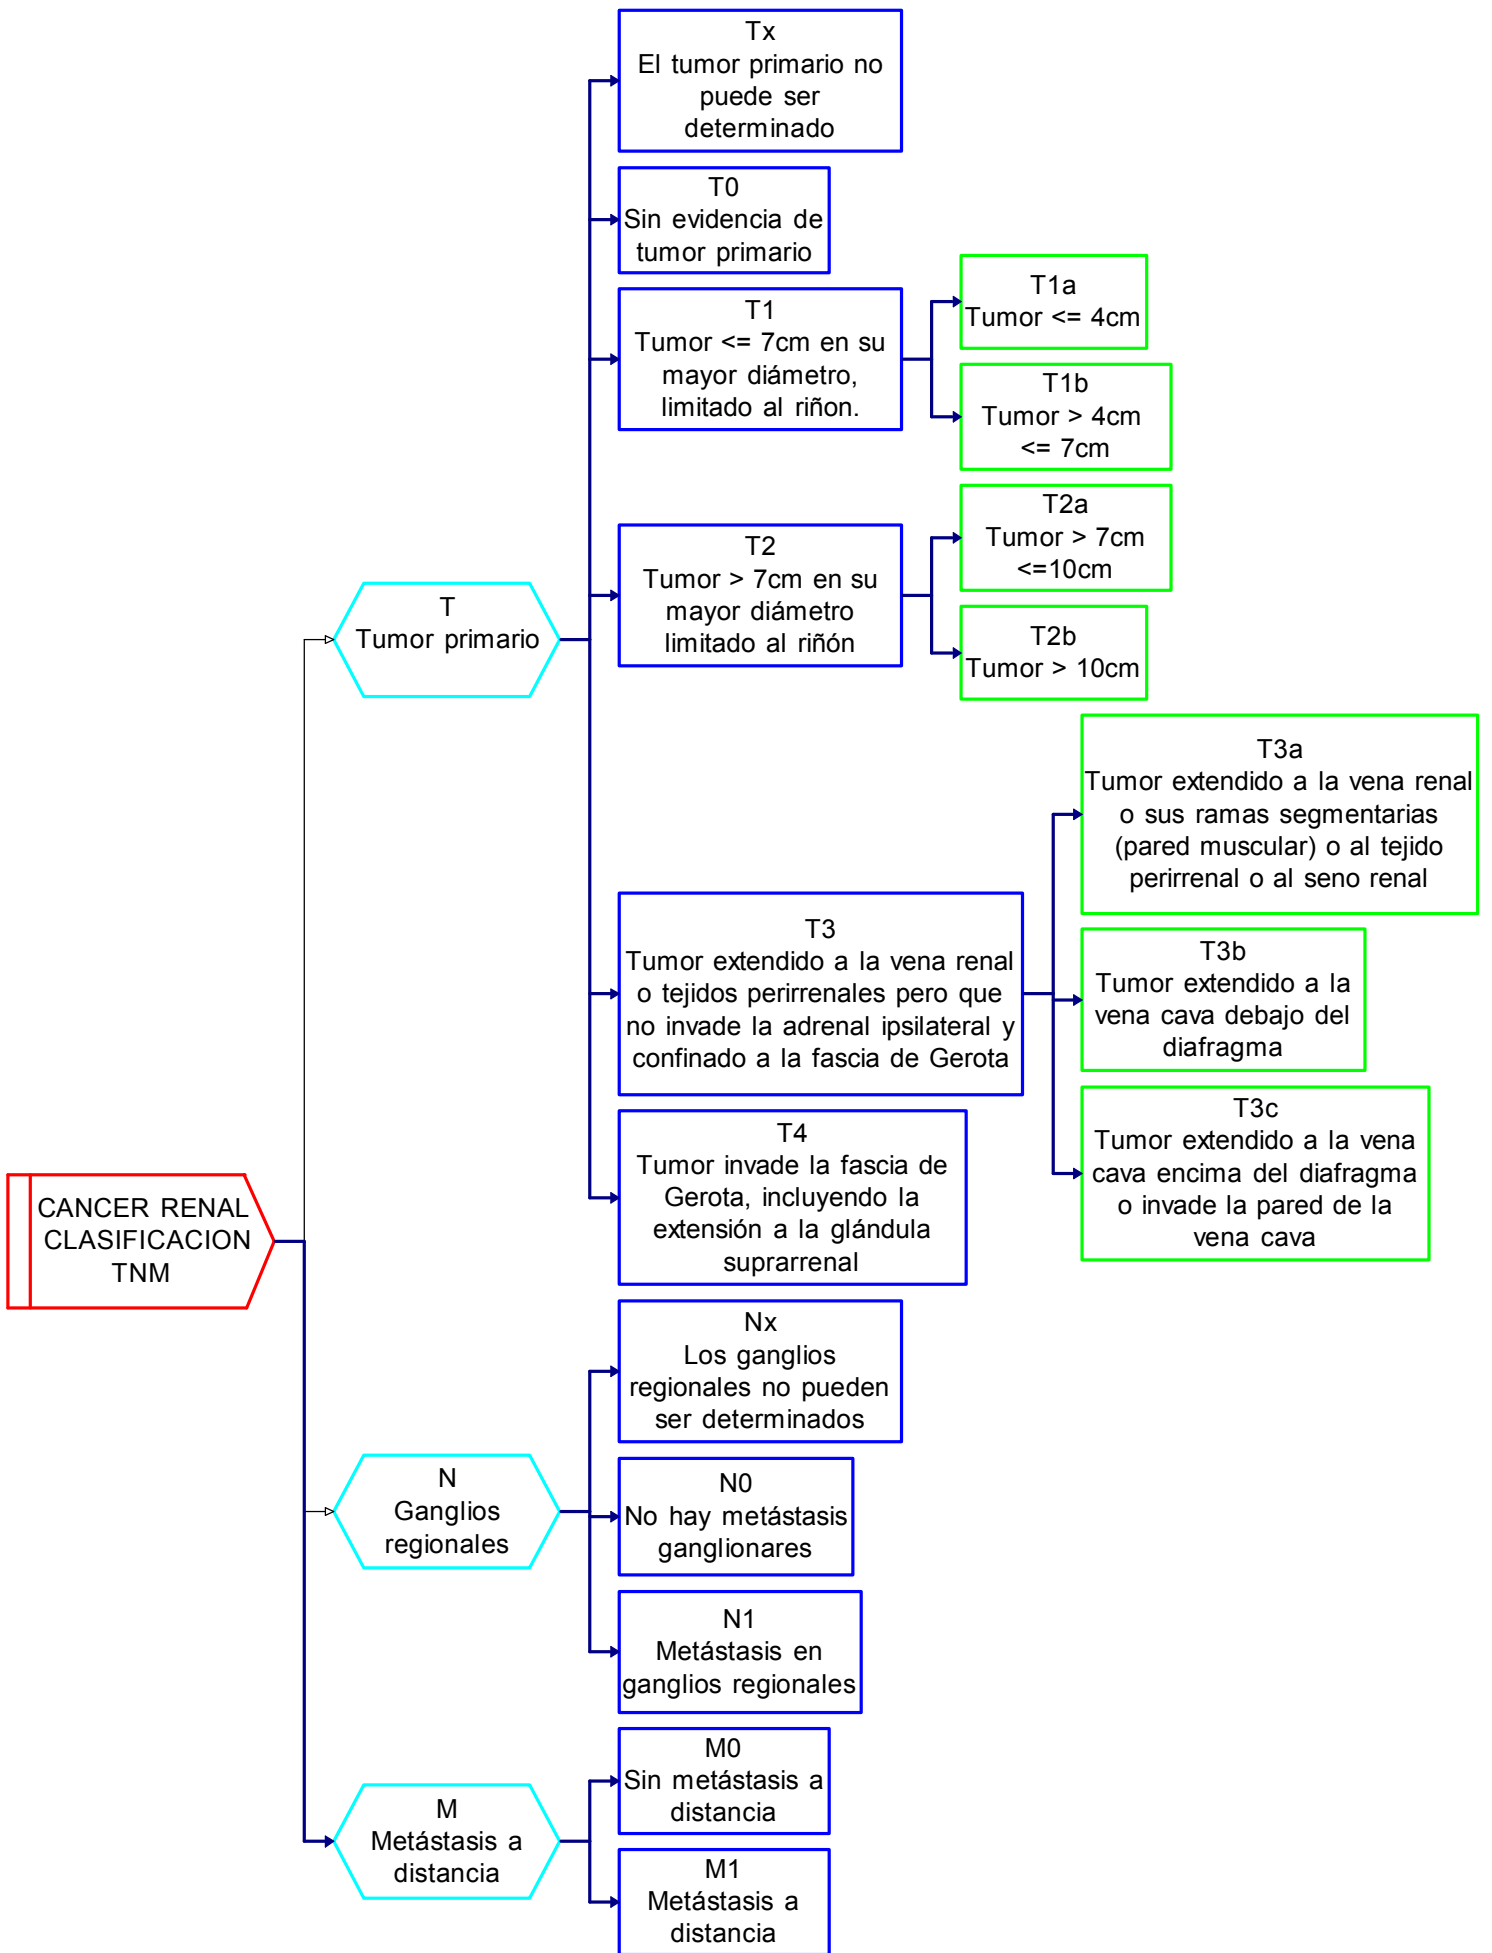 Tx
El tumor primario no
puede ser
determinado
T0
Sin evidencia de
tumor primario
T1
Tumor <= 7cm en su
mayor diámetro,
limitado al riñon.
T1a
Tumor <= 4cm
T1b
Tumor > 4cm
<= 7cm
T2
Tumor > 7cm en su
mayor diámetro
limitado al riñón
T2a
Tumor > 7cm
<=10cm
T2b
Tumor > 10cm
T
Tumor primario
T3
Tumor extendido a la vena renal
o tejidos perirrenales pero que
no invade la adrenal ipsilateral y
confinado a la fascia de Gerota
T3a
Tumor extendido a la vena renal
o sus ramas segmentarias
(pared muscular) o al tejido
perirrenal o al seno renal
T3b
Tumor extendido a la
vena cava debajo del
diafragma
T3c
Tumor extendido a la vena
cava encima del diafragma
o invade la pared de la
vena cava
T4
Tumor invade la fascia de
Gerota, incluyendo la
extensión a la glándula
suprarrenal
CANCER RENAL
CLASIFICACION
TNM
N
Ganglios
regionales
Nx
Los ganglios
regionales no pueden
ser determinados
N0
No hay metástasis
ganglionares
N1
Metástasis en
ganglios regionales
M
Metástasis a
distancia
M0
Sin metástasis a
distancia
M1
Metástasis a
distancia